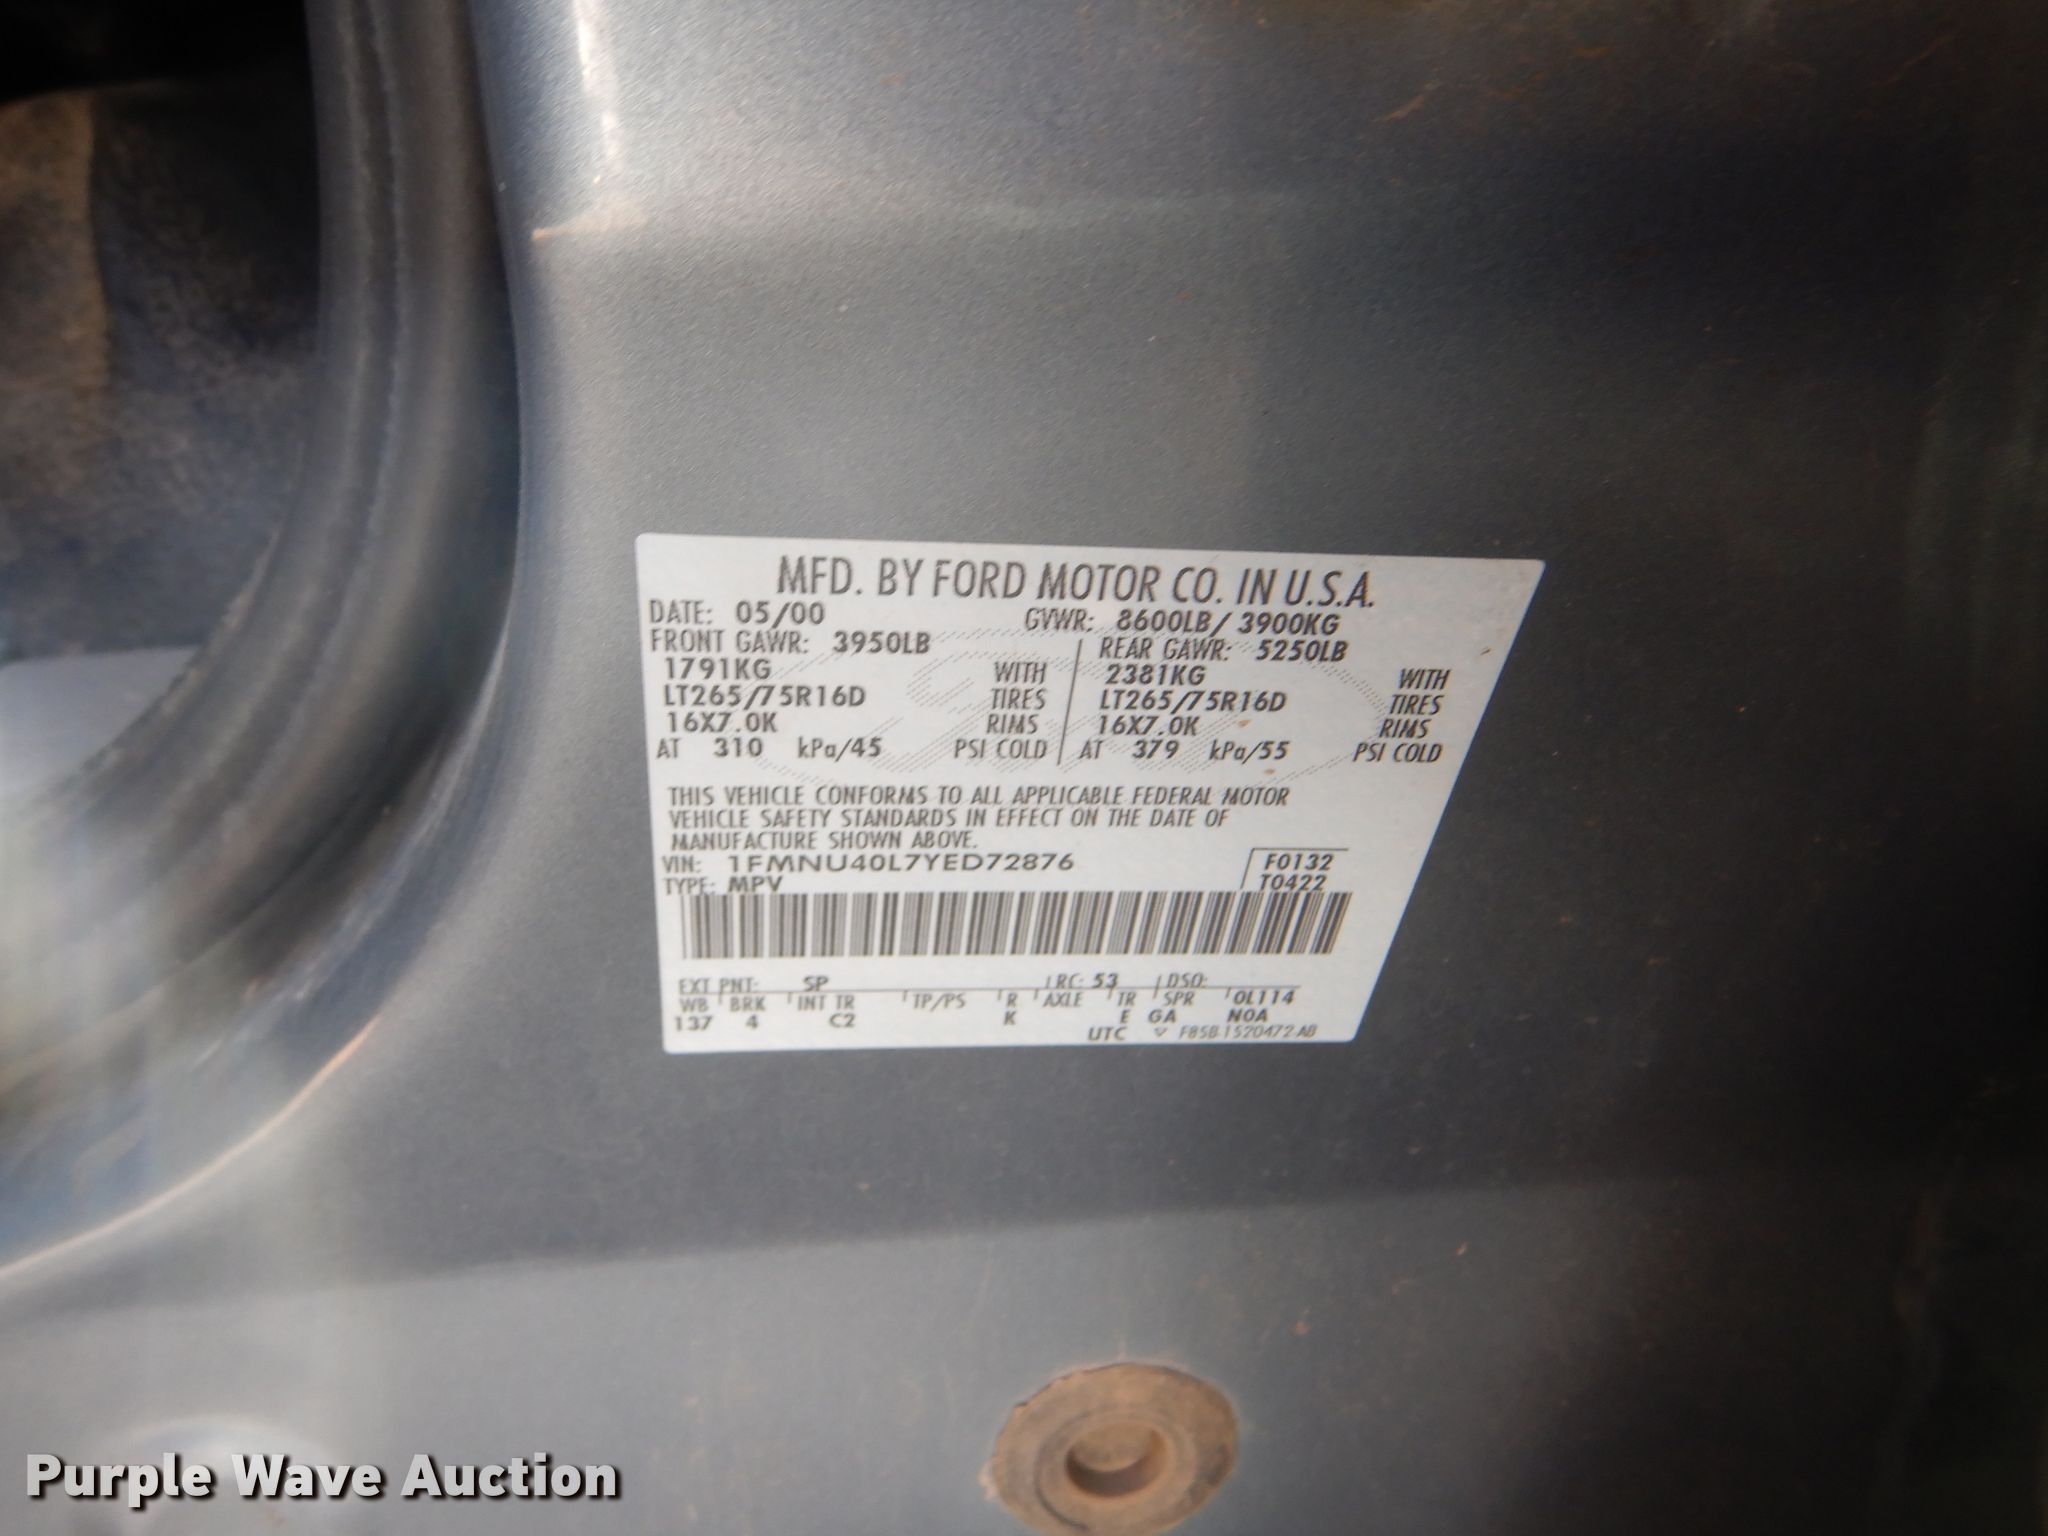 MFD. BY FORD MOTOR CO. IN U.S.A.
DATE: 05/00 GVWR: 8600LB/ 3900KG
FRONT GAWR: 3950LB REAR GAWR: 5250LB
1791KG WITH 2381KG WITH
LT265/75R16D TIRES LT265/75R16D TIRES
16X7.0K RIMS 16X7.0K RIMS
AT 310 kPa/45 PSI COLD AT 379 kPa/55 PSI COLD
THIS VEHICLE CONFORMS TO ALL APPLICABLE FEDERAL MOTOR
VEHICLE SAFETY STANDARDS IN EFFECT ON THE DATE OF
MANUFACTURE SHOWN ABOVE.
VIN: 1FMNU40L7YED72876 F0132
TYPE: MPV T0422
EXT PNT: SP RC: 53 DSO:
WB BRK INT TR TP/PS R AXLE TR SPR OL114
137 4 C2 K E GA N0A
UTC F85B-1520472-AB
Purple Wave Auction